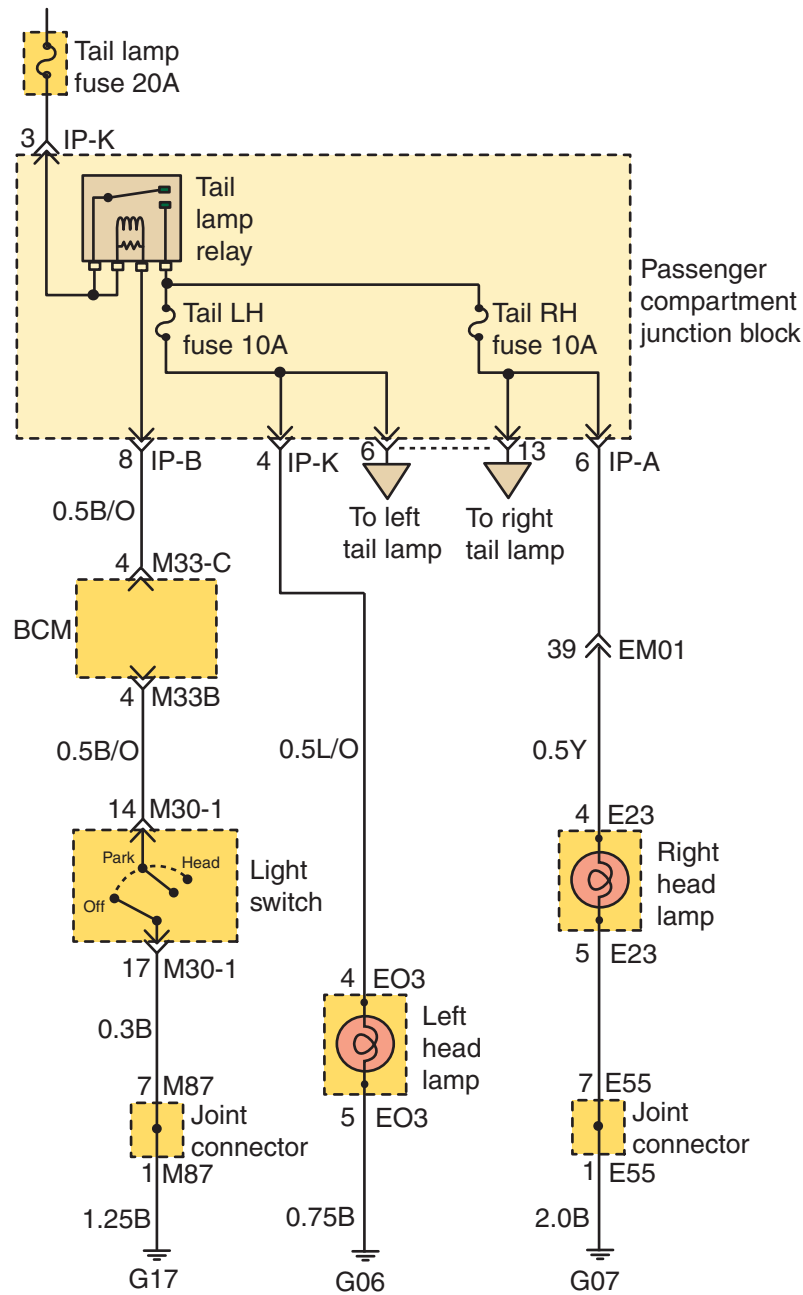 Tail lamp
fuse 20A
3 IP-K
Tail
lamp
relay
Passenger
compartment
junction block
Tail LH
fuse 10A
Tail RH
fuse 10A
8 IP-B
4 IP-K
6
13
6 IP-A
To left
tail lamp
To right
tail lamp
0.5B/O
4 M33-C
BCM
4 M33B
39 EM01
0.5B/O
0.5L/O
0.5Y
14 M30-1
Park
Head
Off
Light
switch
4 E23
Right
head
lamp
5 E23
17 M30-1
4 EO3
Left
head
lamp
5 EO3
0.3B
7 M87
Joint
connector
1 M87
7 E55
Joint
connector
1 E55
1.25B
0.75B
2.0B
G17
G06
G07